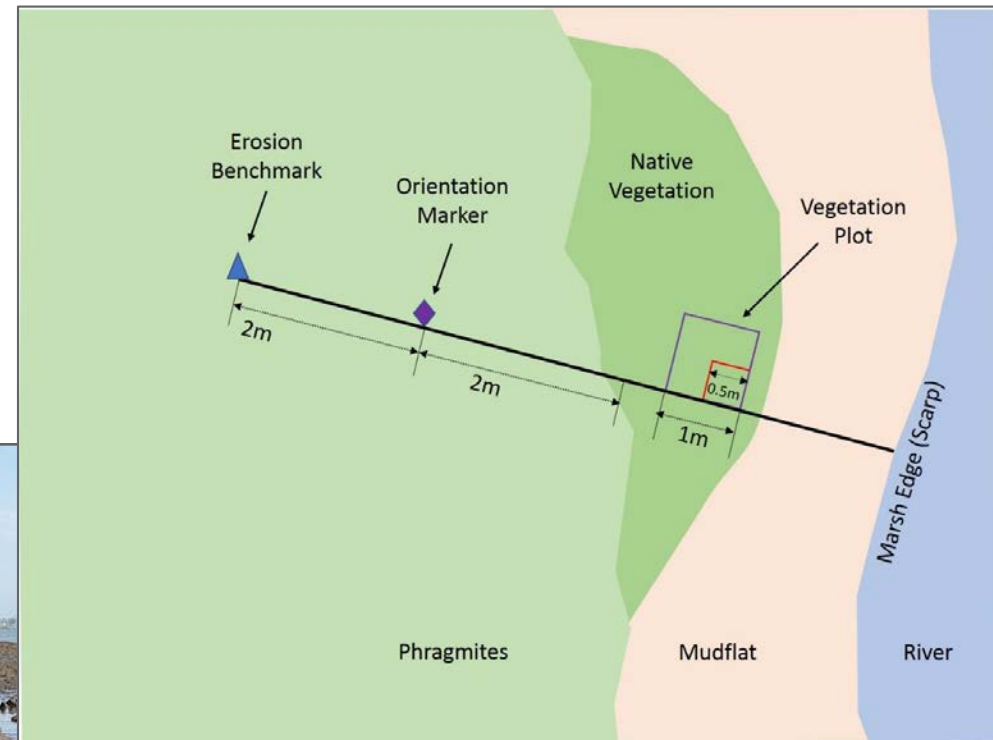 Erosion
Benchmark
Orientation
Marker
Native
Vegetation
Vegetation
Plot
2m
2m
0.5m
1m
Marsh Edge (Scarp)
Phragmites
Mudflat
River